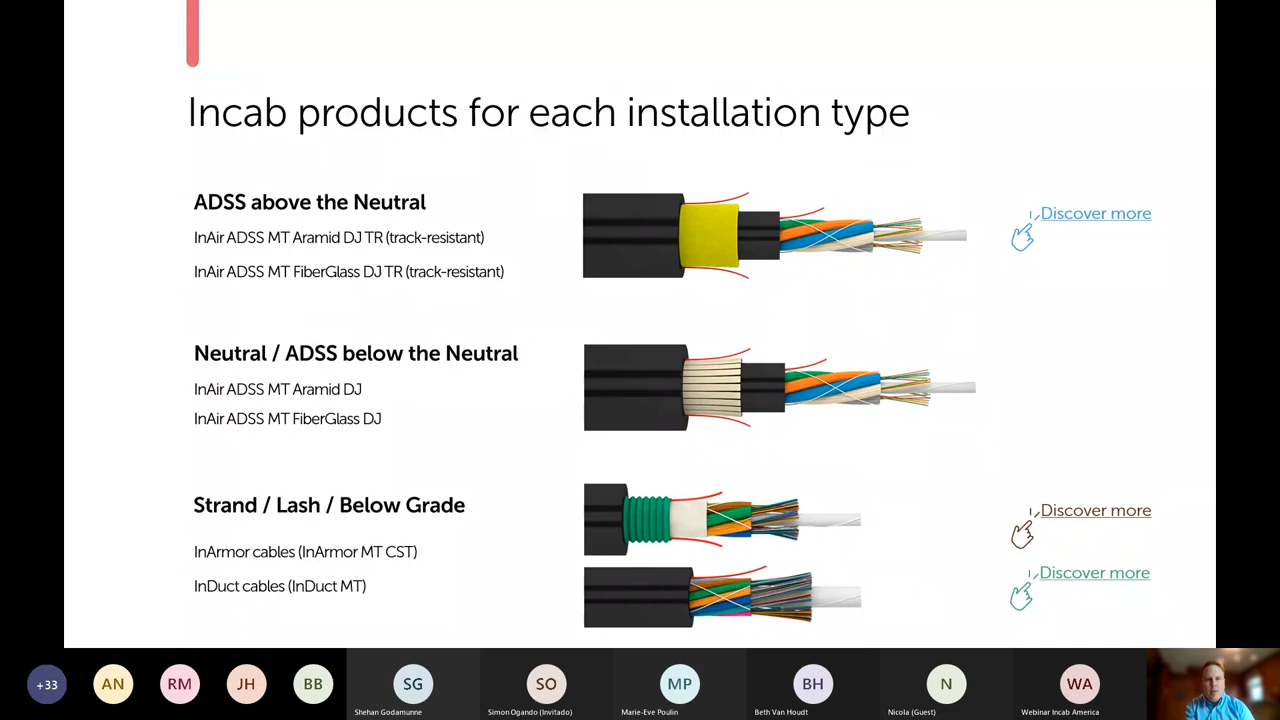 Incab products for each installation type
ADSS above the Neutral
InAir ADSS MT Aramid DJ TR (track-resistant)
InAir ADSS MT FiberGlass DJ TR (track-resistant)
Discover more
Neutral / ADSS below the Neutral
InAir ADSS MT Aramid DJ
InAir ADSS MT FiberGlass DJ
Strand / Lash / Below Grade
InArmor cables (InArmor MT CST)
InDuct cables (InDuct MT)
Discover more
Discover more
+33
AN
RM
JH
BB
SG
Shehan Godamunne
SO
Simon Ogando (Invitado)
MP
Marie-Eve Poulin
BH
Beth Van Houdt
N
Nicola (Guest)
WA
Webinar Incab America